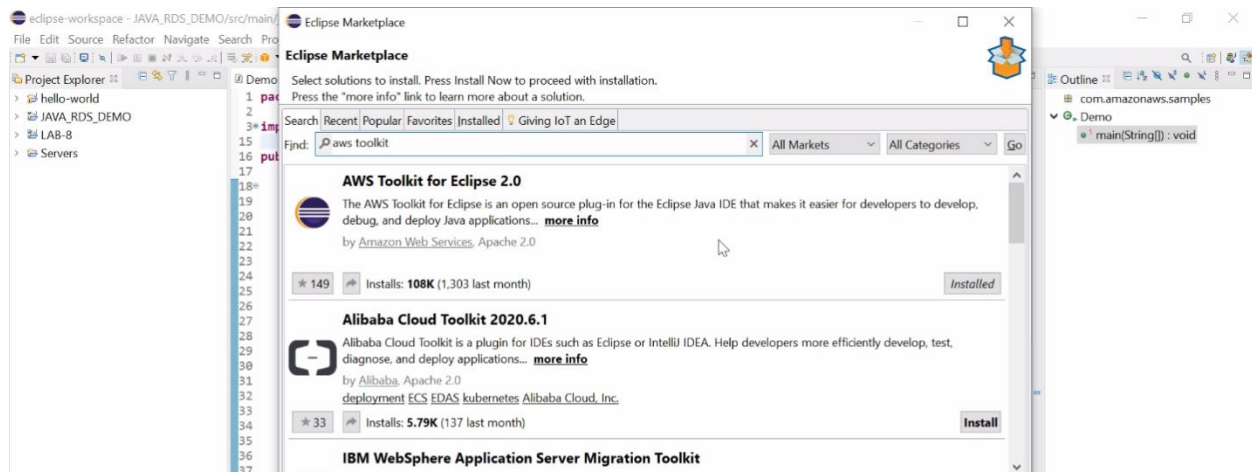 eclipse-workspace - JAVA_RDS_DEMO/src/main/
File Edit Source Refactor Navigate Search Pro
Project Explorer
hello-world
JAVA_RDS_DEMO
LAB-8
Servers
Demo
1 pac
2
3 imp
15
16 pub
17
18
19
20
21
22
23
24
25
26
27
28
29
30
31
32
33
34
35
36
37
Eclipse Marketplace
Eclipse Marketplace
Select solutions to install. Press Install Now to proceed with installation.
Press the "more info" link to learn more about a solution.
Search Recent Popular Favorites Installed Giving IoT an Edge
Find: aws toolkit All Markets All Categories Go
AWS Toolkit for Eclipse 2.0
The AWS Toolkit for Eclipse is an open source plug-in for the Eclipse Java IDE that makes it easier for developers to develop,
debug, and deploy Java applications... more info
by Amazon Web Services, Apache 2.0
149 Installs: 108K (1,303 last month) Installed
Alibaba Cloud Toolkit 2020.6.1
Alibaba Cloud Toolkit is a plugin for IDEs such as Eclipse or IntelliJ IDEA. Help developers more efficiently develop, test,
diagnose, and deploy applications... more info
by Alibaba, Apache 2.0
deployment ECS EDAS kubernetes Alibaba Cloud, Inc.
33 Installs: 5.79K (137 last month) Install
IBM WebSphere Application Server Migration Toolkit
Outline
com.amazonaws.samples
Demo
main(String[]) : void